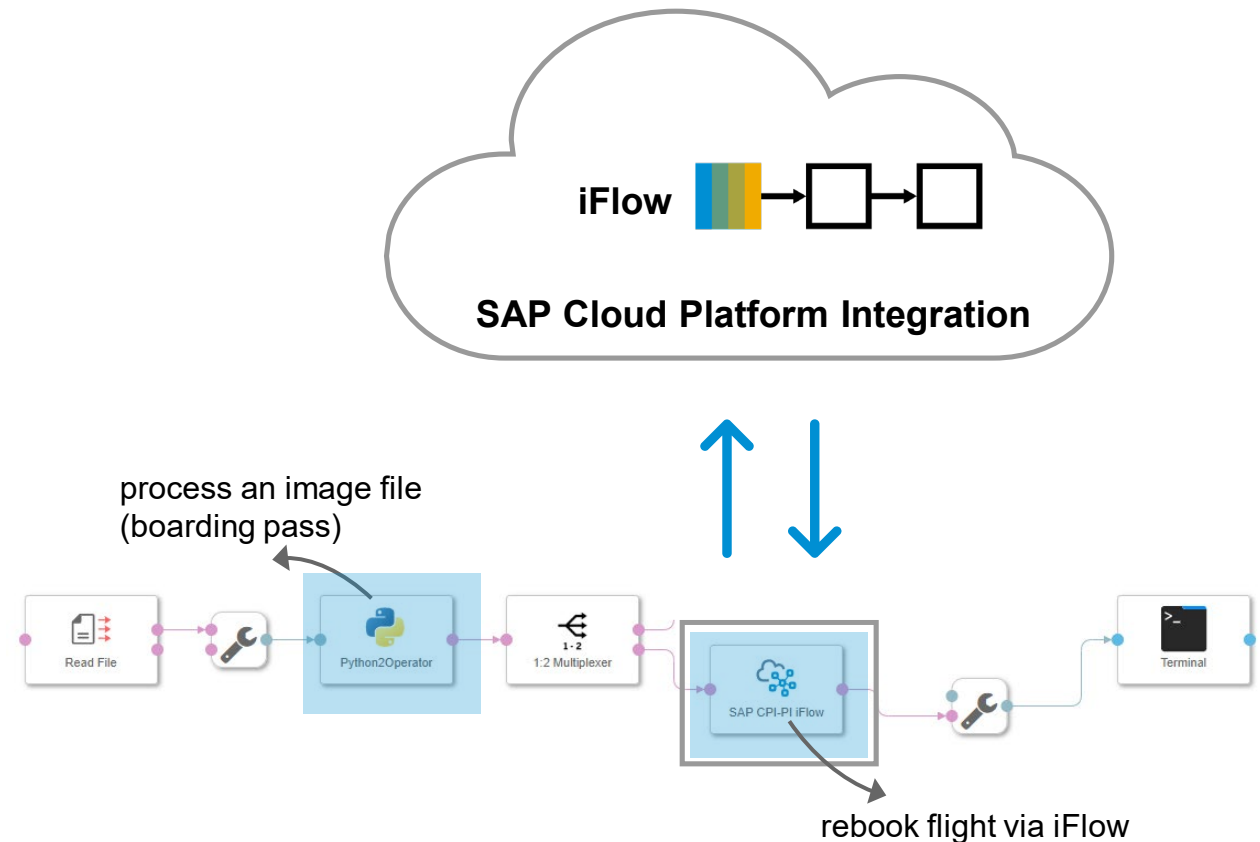 iFlow
SAP Cloud Platform Integration
process an image file
(boarding pass)
Read File
Python2Operator
1-2
1:2 Multiplexer
SAP CPI-PI iFlow
>_
Terminal
rebook flight via iFlow